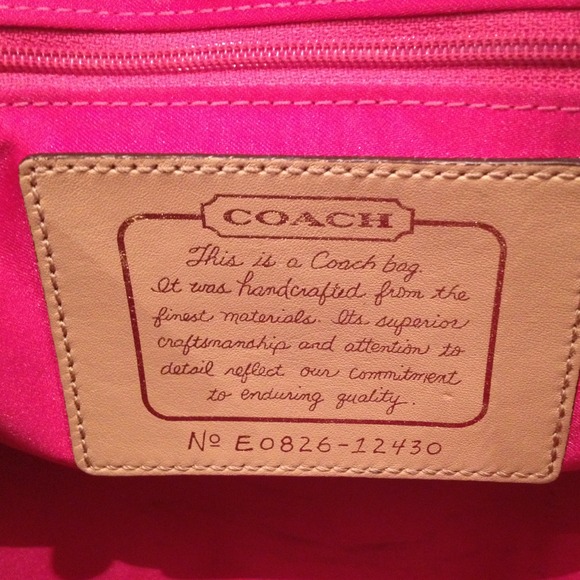 COACH
This is a Coach bag.
It was handcrafted from the
finest materials. Its superior
craftsmanship and attention to
detail reflect our commitment
to enduring quality.
Nº E0826-12430